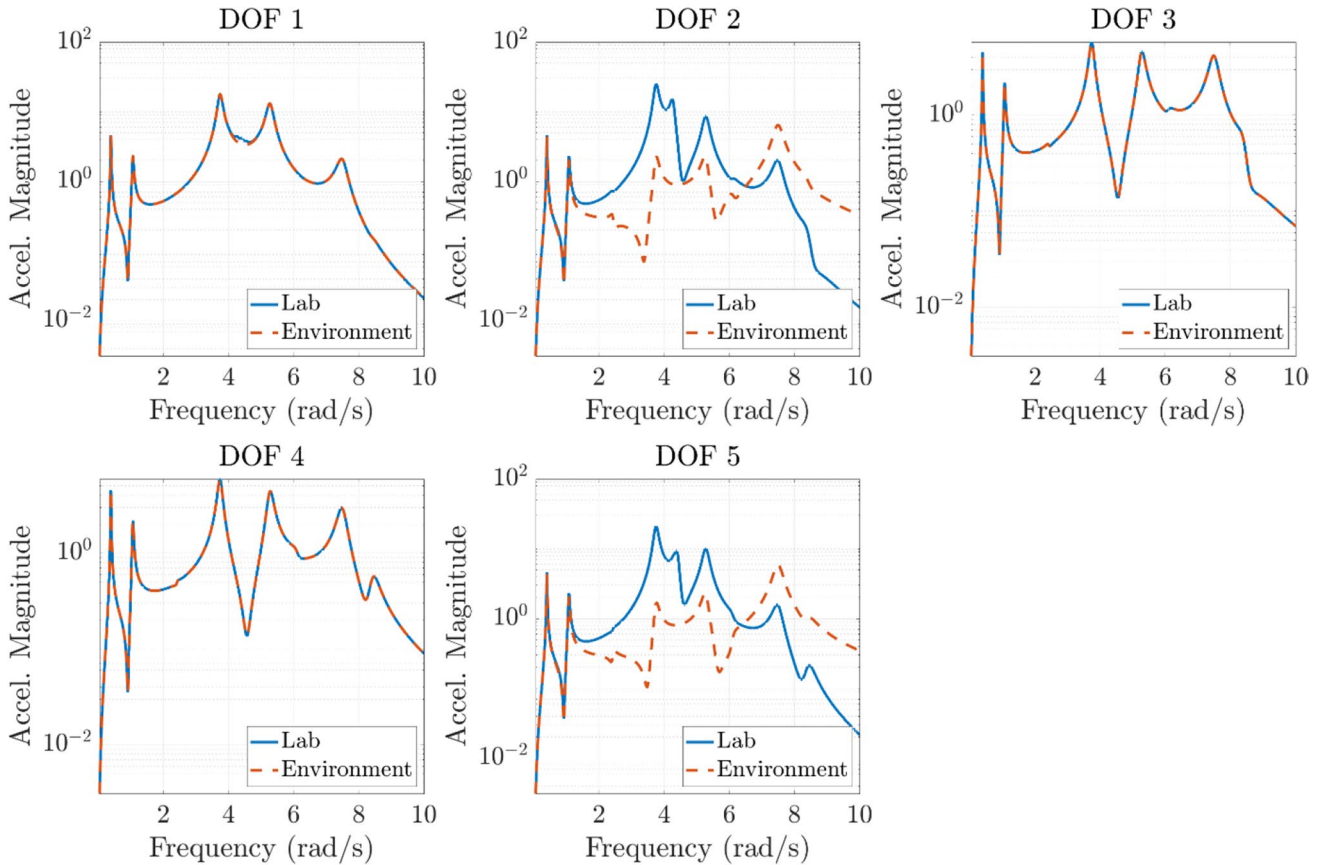 DOF 1
10^2
10^0
10^-2
Accel. Magnitude
Lab
Environment
2 4 6 8 10
Frequency (rad/s)
DOF 2
10^2
10^0
10^-2
Accel. Magnitude
Lab
Environment
2 4 6 8 10
Frequency (rad/s)
DOF 3
10^0
10^-2
Accel. Magnitude
Lab
Environment
2 4 6 8 10
Frequency (rad/s)
DOF 4
10^0
10^-2
Accel. Magnitude
Lab
Environment
2 4 6 8 10
Frequency (rad/s)
DOF 5
10^2
10^0
10^-2
Accel. Magnitude
Lab
Environment
2 4 6 8 10
Frequency (rad/s)